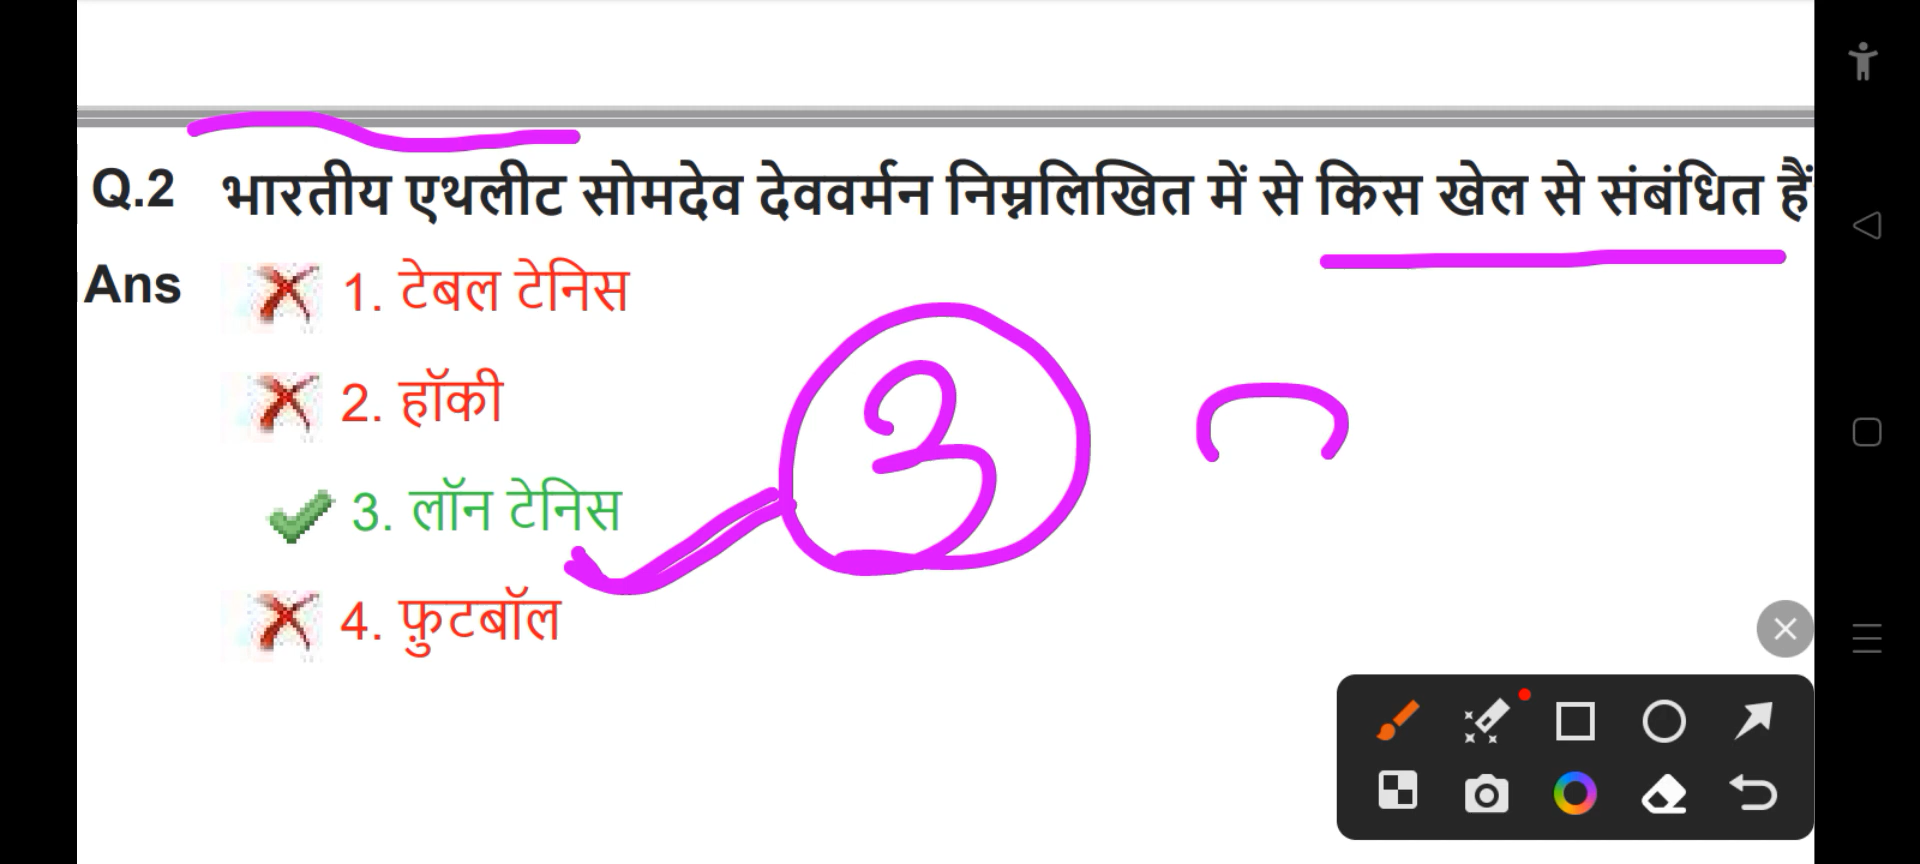 Q.2 भारतीय एथलीट सोमदेव देववर्मन निम्नलिखित में से किस खेल से संबंधित हैं
Ans 1. टेबल टेनिस
2. हॉकी
3. लॉन टेनिस
3
4. फ़ुटबॉल